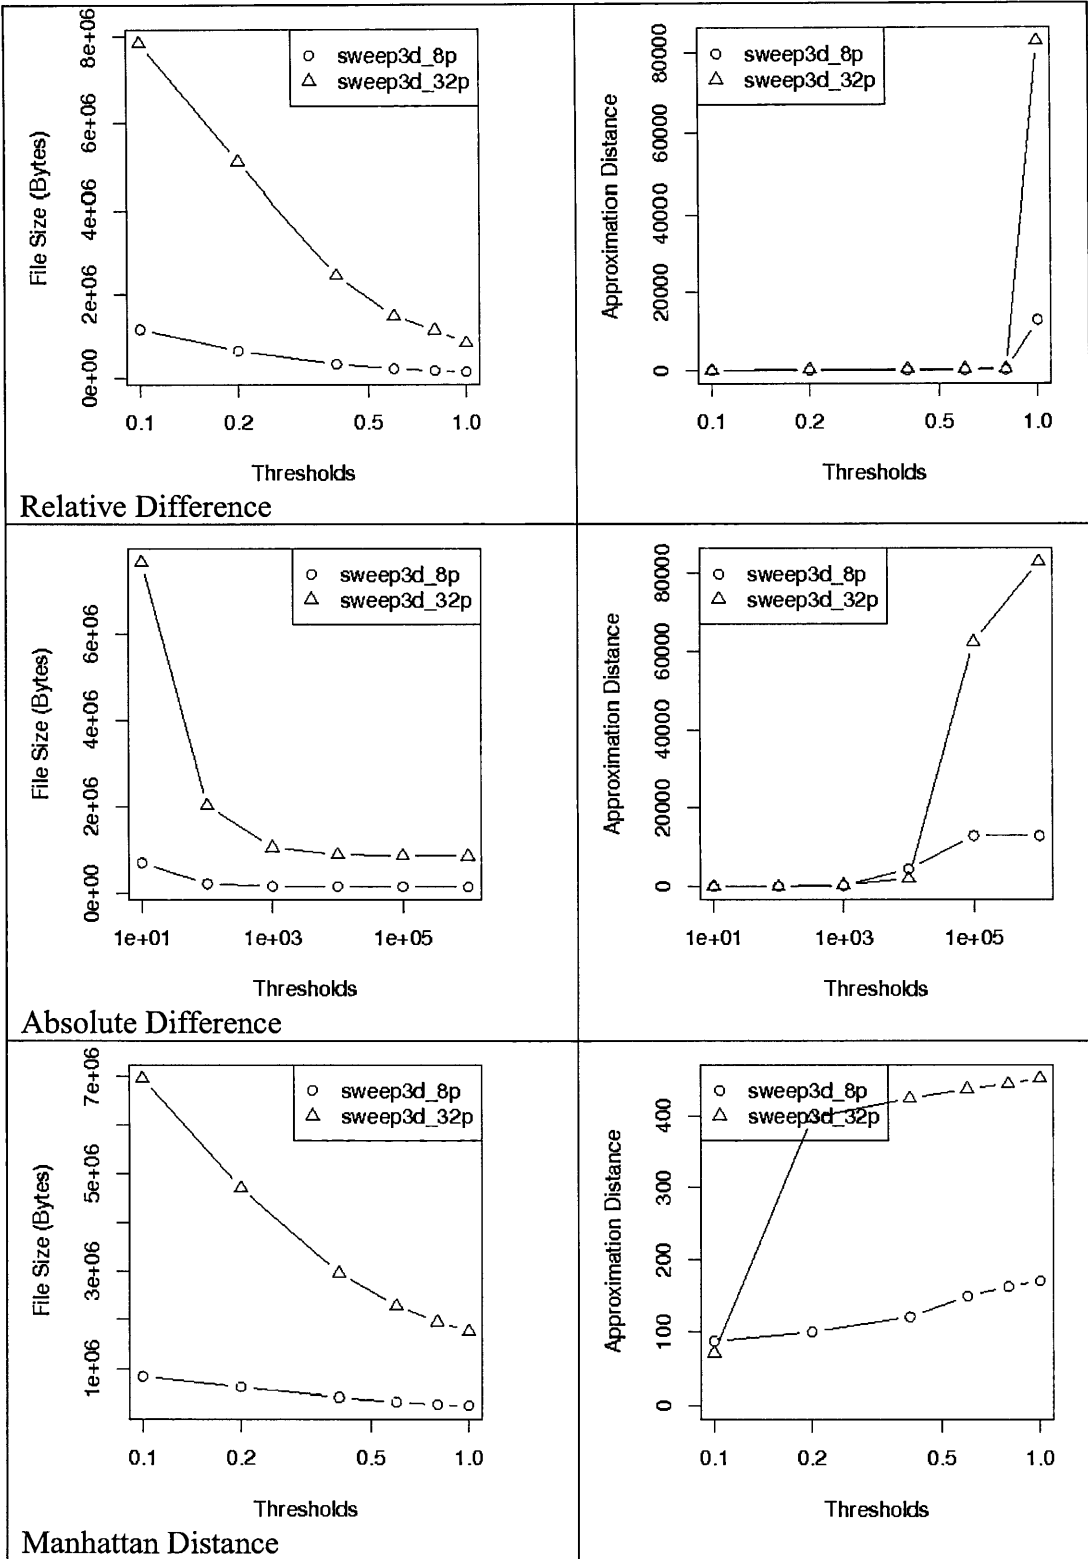 8e+06
6e+06
4e+06
2e+06
0e+00
File Size (Bytes)
sweep3d_8p
sweep3d_32p
0.1 0.2 0.5 1.0
Thresholds
Relative Difference
80000
60000
40000
20000
0
Approximation Distance
sweep3d_8p
sweep3d_32p
0.1 0.2 0.5 1.0
Thresholds
6e+06
4e+06
2e+06
0e+00
File Size (Bytes)
sweep3d_8p
sweep3d_32p
1e+01 1e+03 1e+05
Thresholds
Absolute Difference
80000
60000
40000
20000
0
Approximation Distance
sweep3d_8p
sweep3d_32p
1e+01 1e+03 1e+05
Thresholds
7e+06
5e+06
3e+06
1e+06
File Size (Bytes)
sweep3d_8p
sweep3d_32p
0.1 0.2 0.5 1.0
Thresholds
Manhattan Distance
400
300
200
100
0
Approximation Distance
sweep3d_8p
sweep3d_32p
0.1 0.2 0.5 1.0
Thresholds